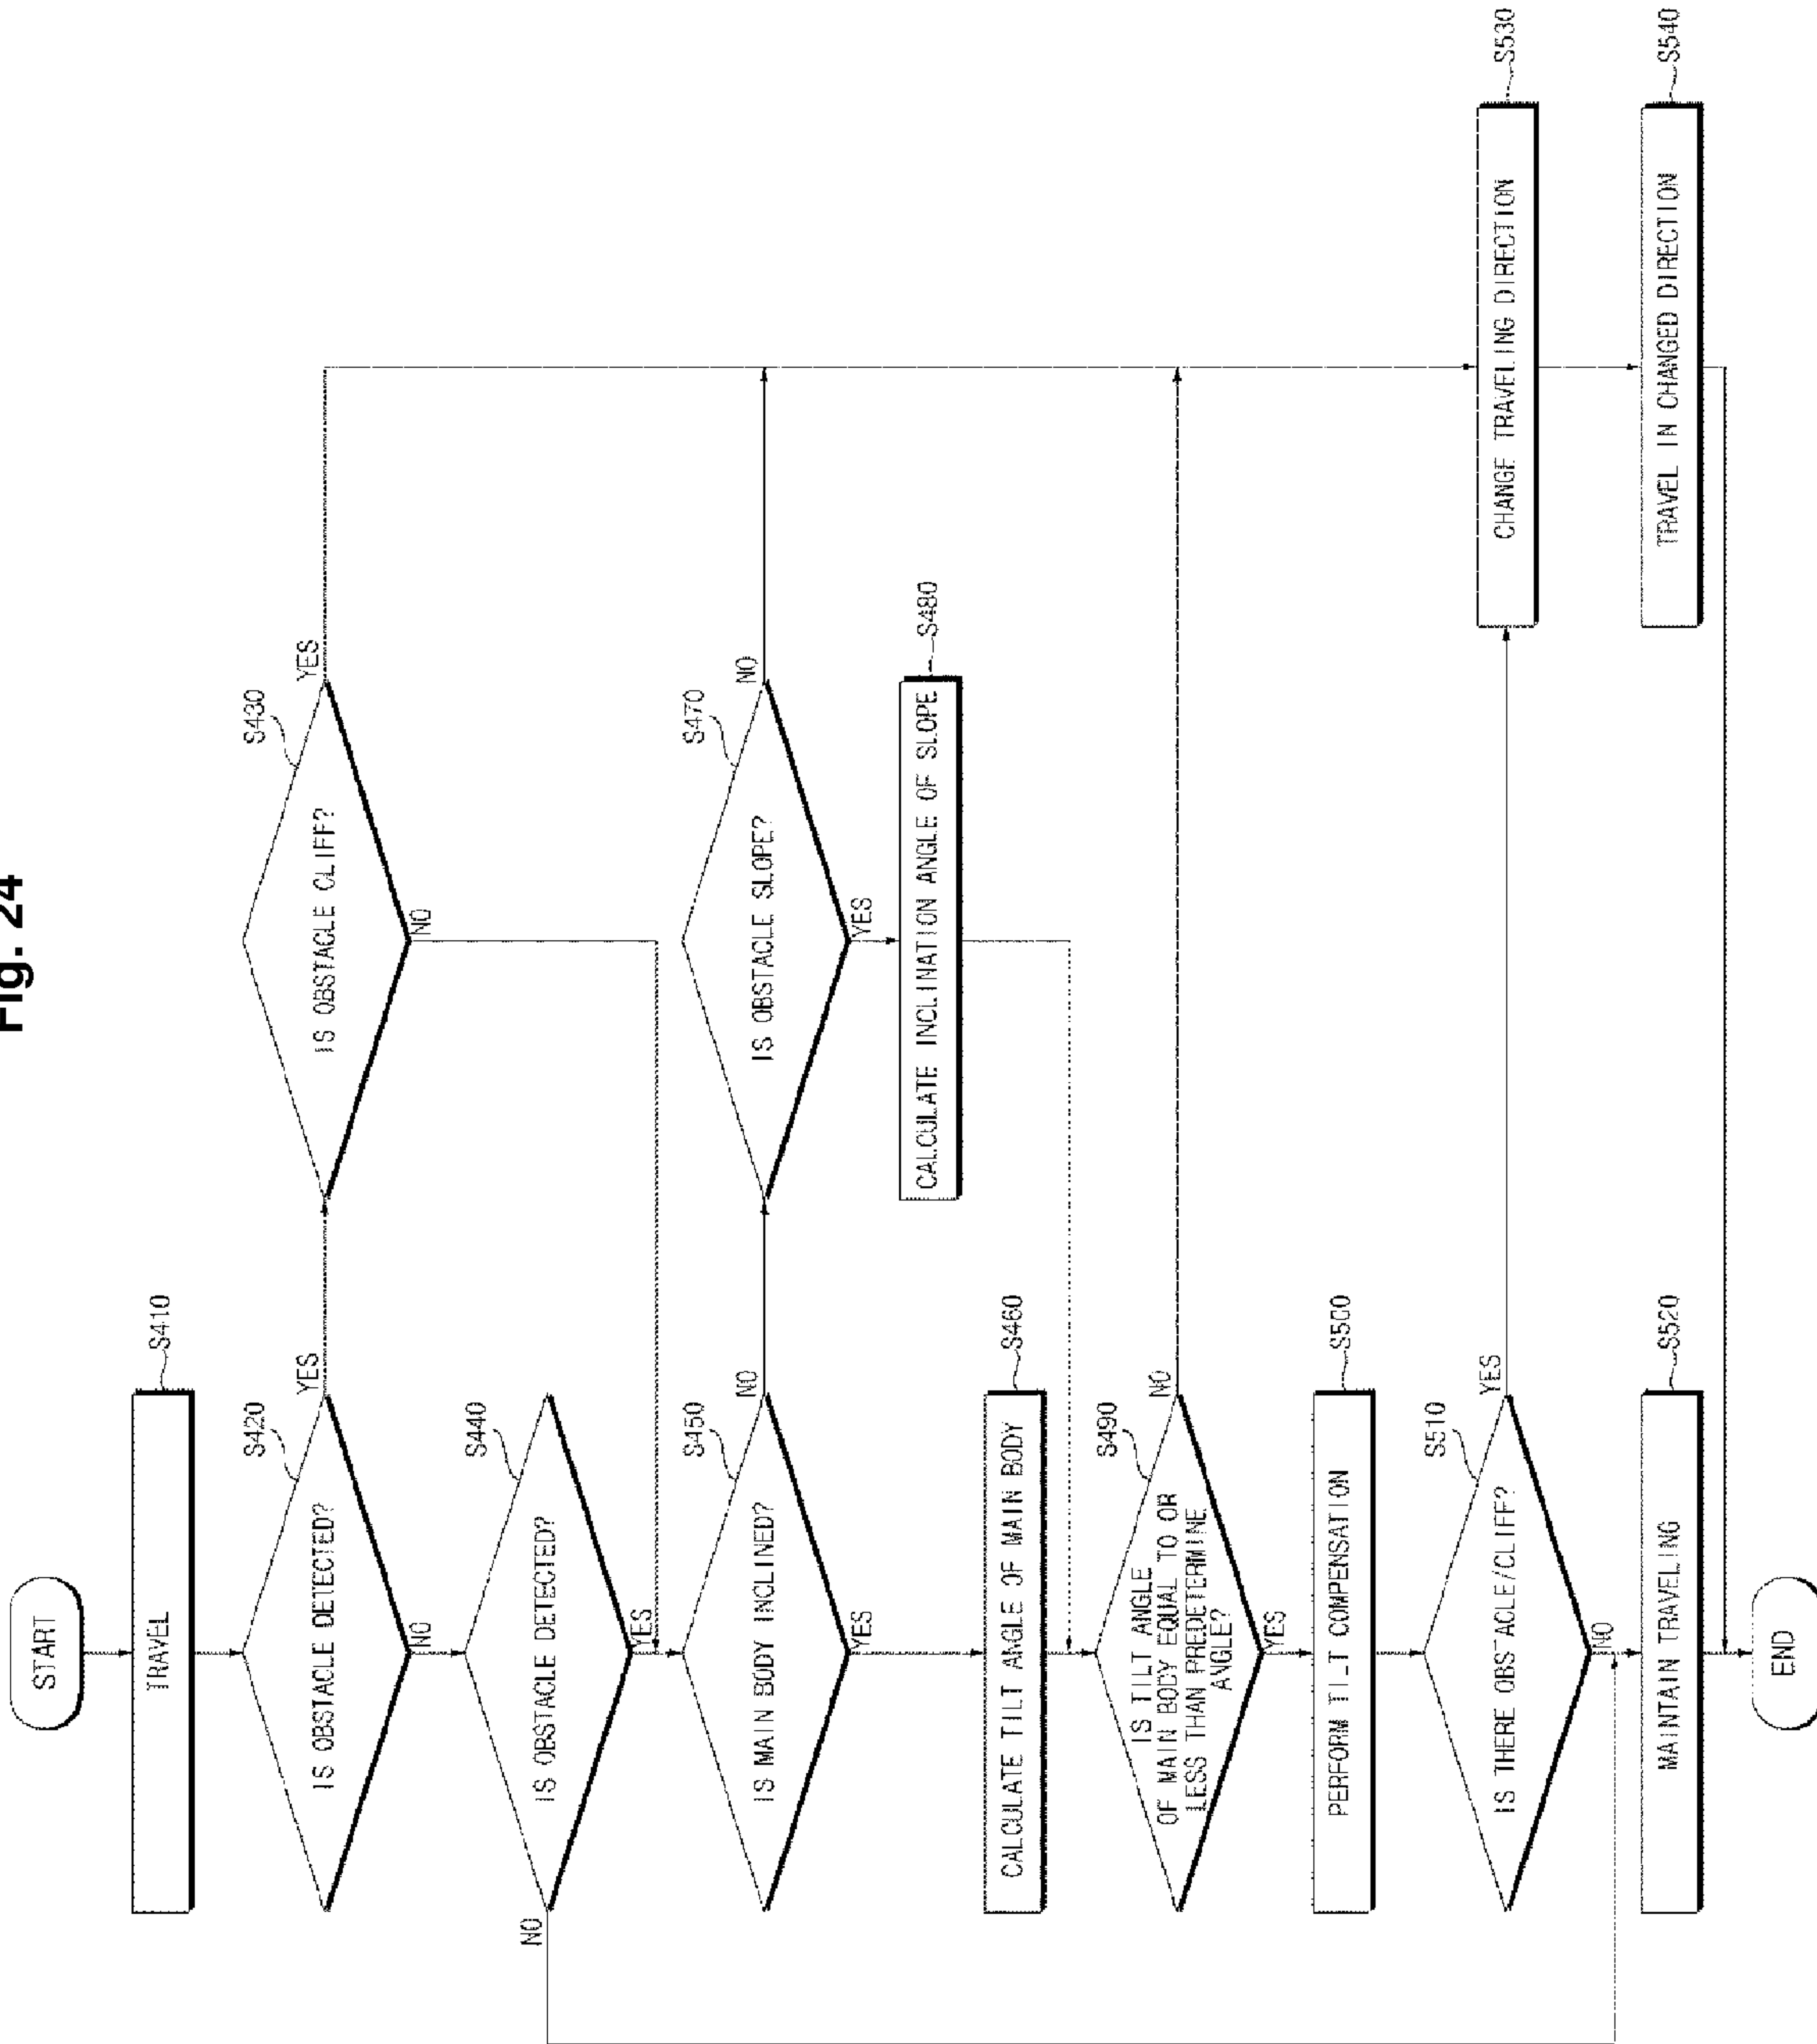 Fig. 24
START
TRAVEL
S410
IS OBSTACLE DETECTED?
S420
YES
NO
IS OBSTACLE CLIFF?
S430
YES
NO
IS OBSTACLE DETECTED?
S440
NO
YES
IS MAIN BODY INCLINED?
S450
NO
YES
IS OBSTACLE SLOPE?
S470
NO
YES
CALCULATE INCLINATION ANGLE OF SLOPE
S480
CALCULATE TILT ANGLE OF MAIN BODY
S460
IS TILT ANGLE
OF MAIN BODY EQUAL TO OR
LESS THAN PREDETERMINE
ANGLE?
S490
NO
YES
PERFORM TILT COMPENSATION
S500
IS THERE OBSTACLE/CLIFF?
S510
YES
NO
CHANGE TRAVELING DIRECTION
S530
MAINTAIN TRAVELING
S520
TRAVEL IN CHANGED DIRECTION
S540
END